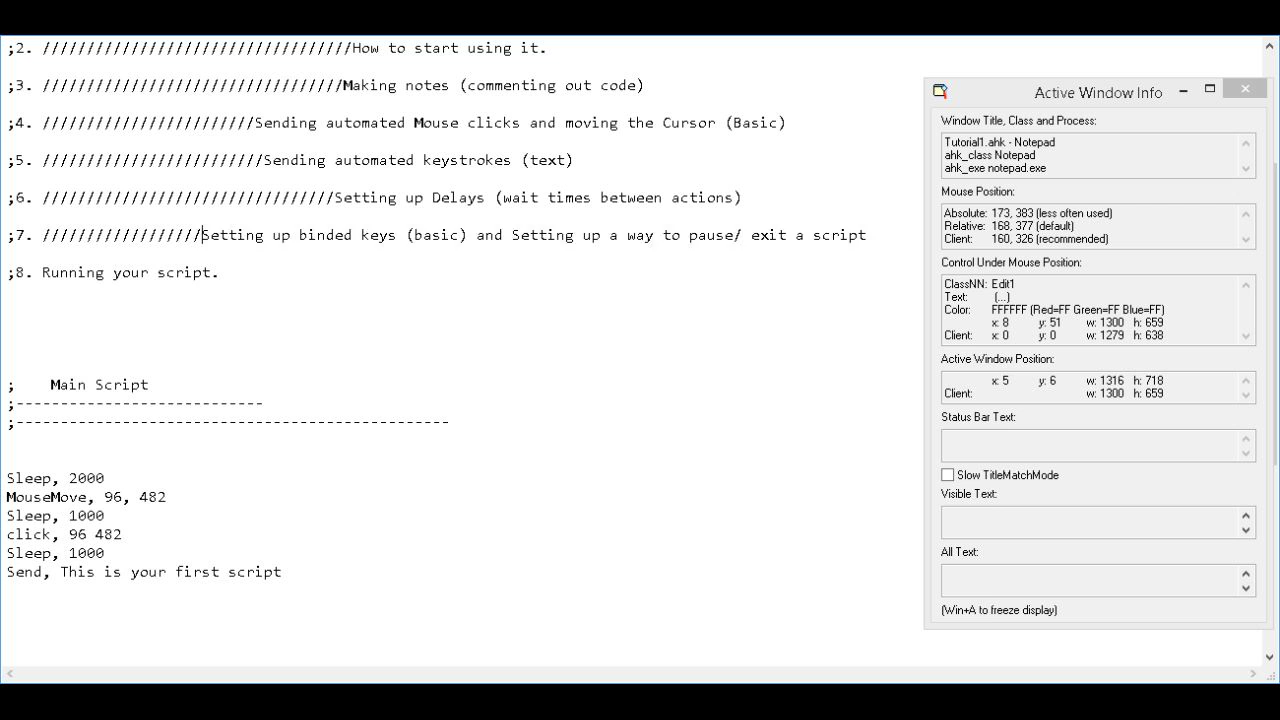 ;2. ///////////////////////////////////How to start using it.
;3. //////////////////////////////////Making notes (commenting out code)
;4. ////////////////////////Sending automated Mouse clicks and moving the Cursor (Basic)
;5. /////////////////////////Sending automated keystrokes (text)
;6. /////////////////////////////////Setting up Delays (wait times between actions)
;7. //////////////////Setting up binded keys (basic) and Setting up a way to pause/ exit a script
;8. Running your script.
;    Main Script
;----------------------------
;-------------------------------------------------
Sleep, 2000
MouseMove, 96, 482
Sleep, 1000
click, 96 482
Sleep, 1000
Send, This is your first script
Active Window Info
Window Title, Class and Process:
Tutorial1.ahk - Notepad
ahk_class Notepad
ahk_exe notepad.exe
Mouse Position:
Absolute: 173, 383 (less often used)
Relative: 168, 377 (default)
Client: 160, 326 (recommended)
Control Under Mouse Position:
ClassNN: Edit1
Text: (...)
Color: FFFFFF (Red=FF Green=FF Blue=FF)
x: 8 y: 51 w: 1300 h: 659
Client: x: 0 y: 0 w: 1279 h: 638
Active Window Position:
x: 5 y: 6 w: 1316 h: 718
Client: w: 1300 h: 659
Status Bar Text:
Slow TitleMatchMode
Visible Text:
All Text:
(Win+A to freeze display)